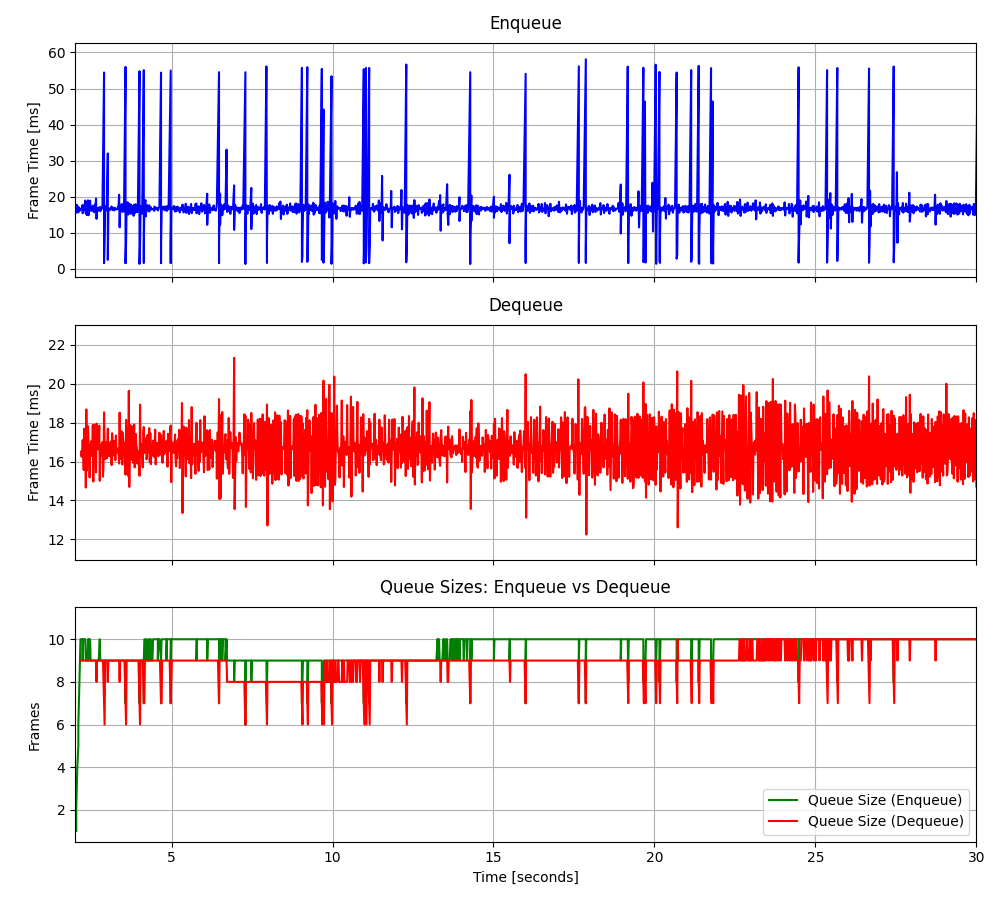 Enqueue
60
50
40
30
20
10
0
Frame Time [ms]
Dequeue
22
20
18
16
14
12
Frame Time [ms]
Queue Sizes: Enqueue vs Dequeue
10
8
6
4
2
Frames
Queue Size (Enqueue)
Queue Size (Dequeue)
5 10 15 20 25 30
Time [seconds]